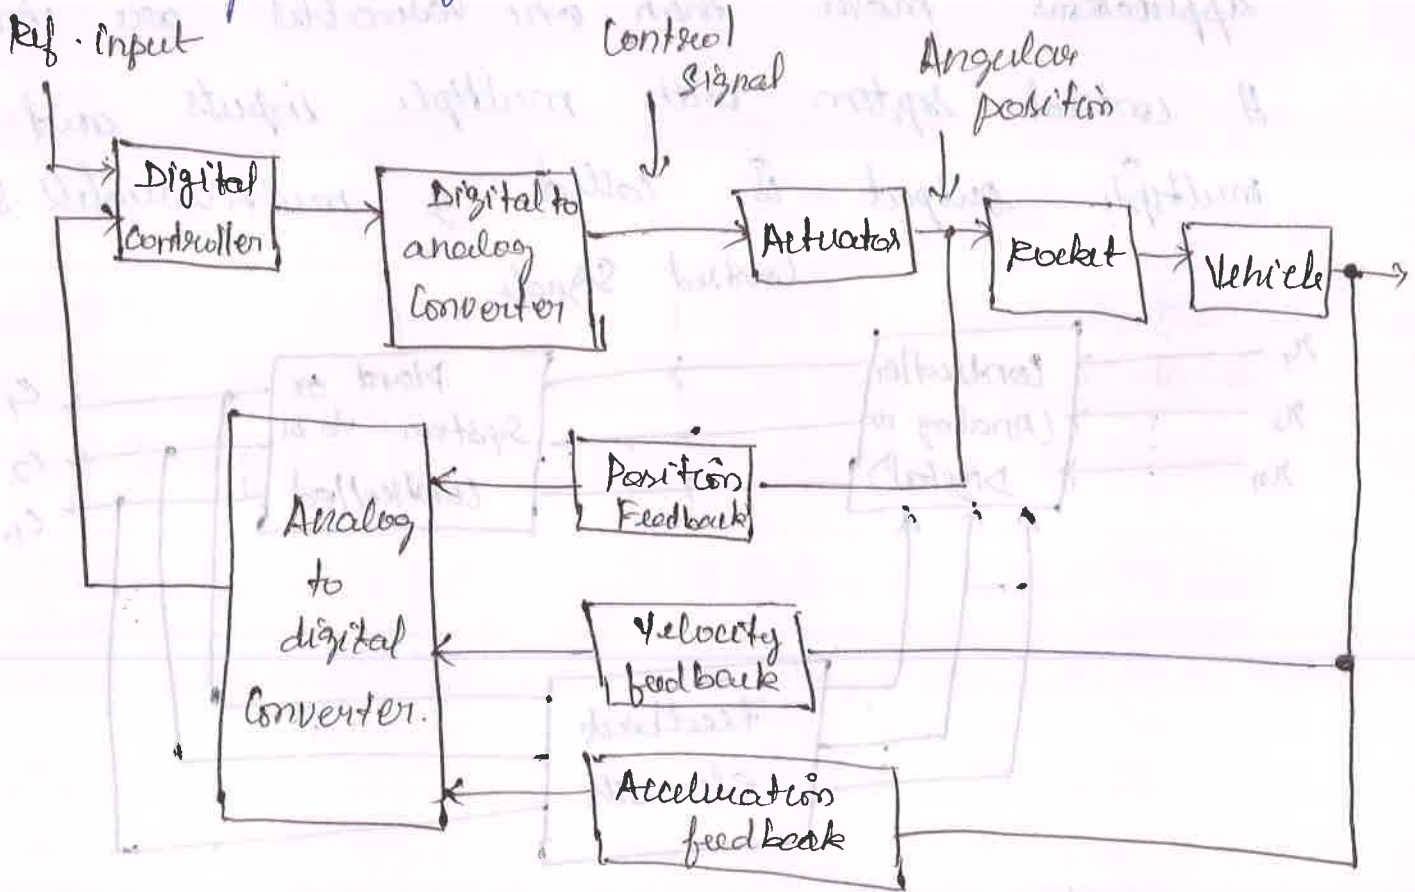 Ref. input
Control
Signal
Angular
position
Digital
Controller
Digital to
analog
Converter
Actuator
Rocket
Vehicle
Analog
to
digital
Converter.
Position
Feedback
Velocity
feedback
Acceleration
feedback